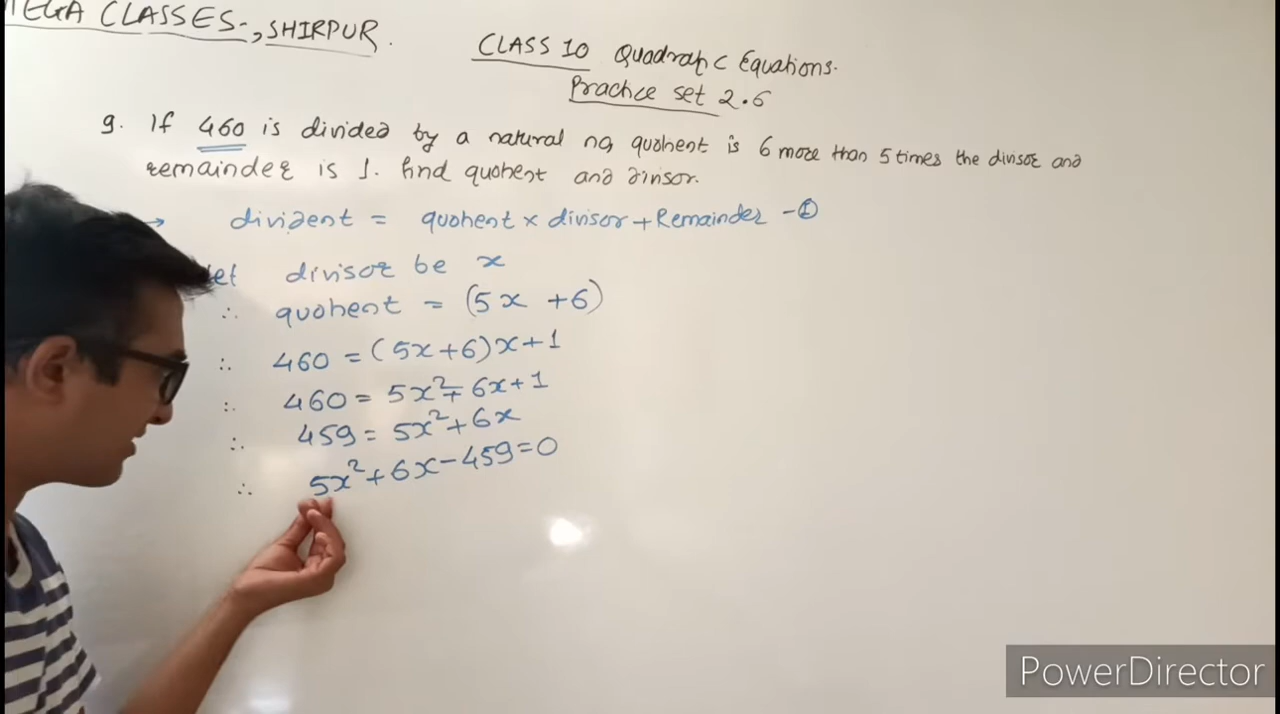 CLASSES-, SHIRPUR.
CLASS 10 Quadratic Equations.
Practice set 2.6
9. If 460 is divided by a natural no, quotient is 6 more than 5 times the divisor and
remainder is 1. find quotient and divisor.
→ divident = quotient × divisor + Remainder - ①
let divisor be x
∴ quotient = (5x + 6)
∴ 460 = (5x+6)x+1
∴ 460 = 5x²+ 6x+1
∴ 459 = 5x²+6x
∴ 5x²+6x-459=0
PowerDirector